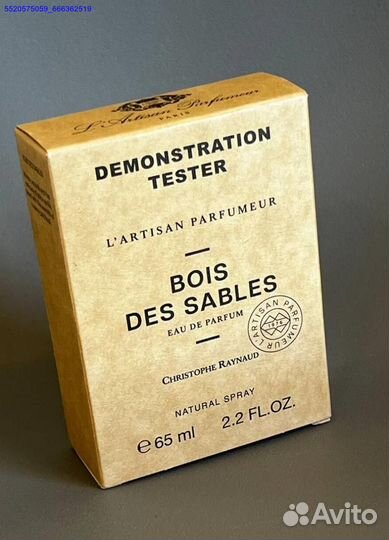 5520575059_666362519
L'Artisan Parfumeur
PARIS
DEMONSTRATION
TESTER
L'ARTISAN PARFUMEUR
BOIS
DES SABLES
EAU DE PARFUM
L'ARTISAN PARFUMEUR
CHRISTOPHE RAYNAUD
NATURAL SPRAY
e 65 ml 2.2 FL.OZ.
Avito